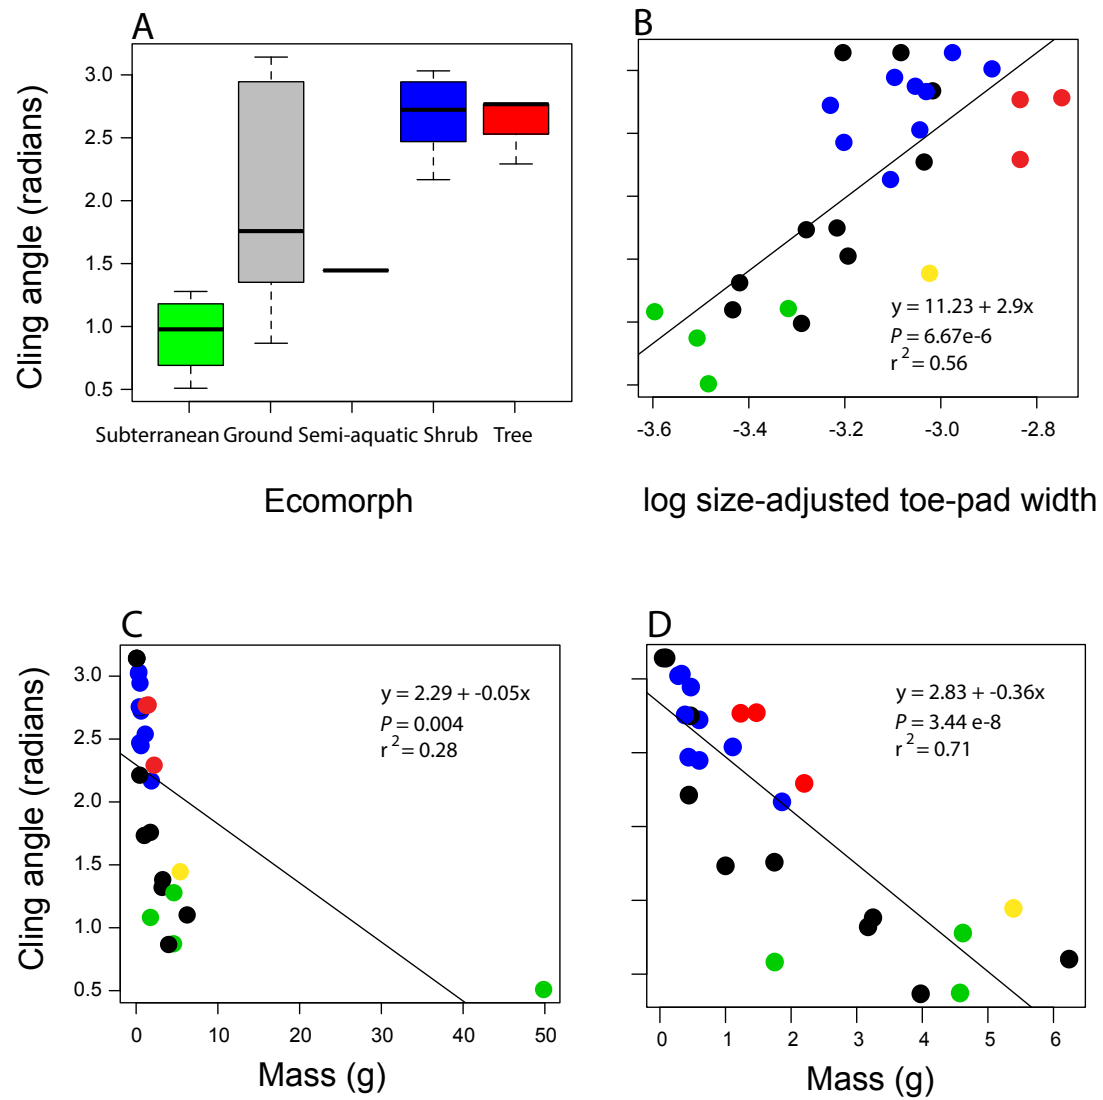 A
Cling angle (radians)
3.0
2.5
2.0
1.5
1.0
0.5
Subterranean Ground Semi-aquatic Shrub Tree
Ecomorph
B
y = 11.23 + 2.9x
P = 6.67e-6
r 2 = 0.56
-3.6 -3.4 -3.2 -3.0 -2.8
log size-adjusted toe-pad width
C
Cling angle (radians)
3.0
2.5
2.0
1.5
1.0
0.5
y = 2.29 + -0.05x
P = 0.004
r 2 = 0.28
0 10 20 30 40 50
Mass (g)
D
y = 2.83 + -0.36x
P = 3.44 e-8
r 2 = 0.71
0 1 2 3 4 5 6
Mass (g)